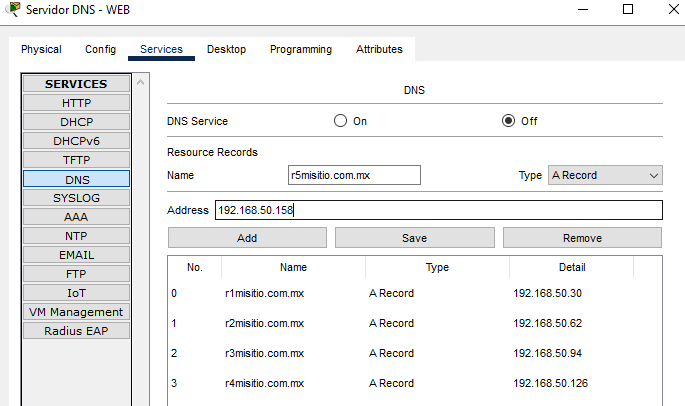 Servidor DNS - WEB
Physical Config Services Desktop Programming Attributes
SERVICES
HTTP
DHCP
DHCPv6
TFTP
DNS
SYSLOG
AAA
NTP
EMAIL
FTP
IoT
VM Management
Radius EAP
DNS
DNS Service On Off
Resource Records
Name r5misitio.com.mx Type A Record
Address 192.168.50.158
Add Save Remove
No. Name Type Detail
0 r1misitio.com.mx A Record 192.168.50.30
1 r2misitio.com.mx A Record 192.168.50.62
2 r3misitio.com.mx A Record 192.168.50.94
3 r4misitio.com.mx A Record 192.168.50.126